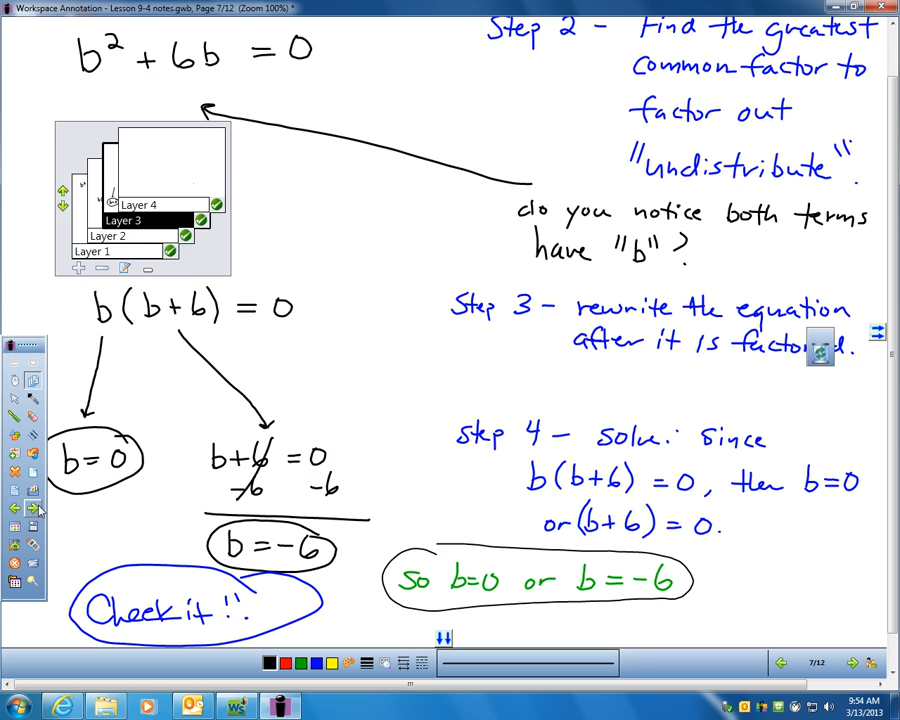 Workspace Annotation - Lesson 9-4 notes.gwb, Page 7/12 (Zoom 100%) *
b² + 6b = 0
Step 2 - Find the greatest
common factor to
factor out
"undistribute".
do you notice both terms
have "b"?
Layer 4
Layer 3
Layer 2
Layer 1
b(b+6) = 0
Step 3 - rewrite the equation
after it is factored.
b=0
b+6 = 0
-6 -6
b = -6
Step 4 - solve: since
b(b+6) = 0, then b=0
or (b+6) = 0.
so b=0 or b = -6
Check it!!
7/12
9:54 AM
3/13/2013